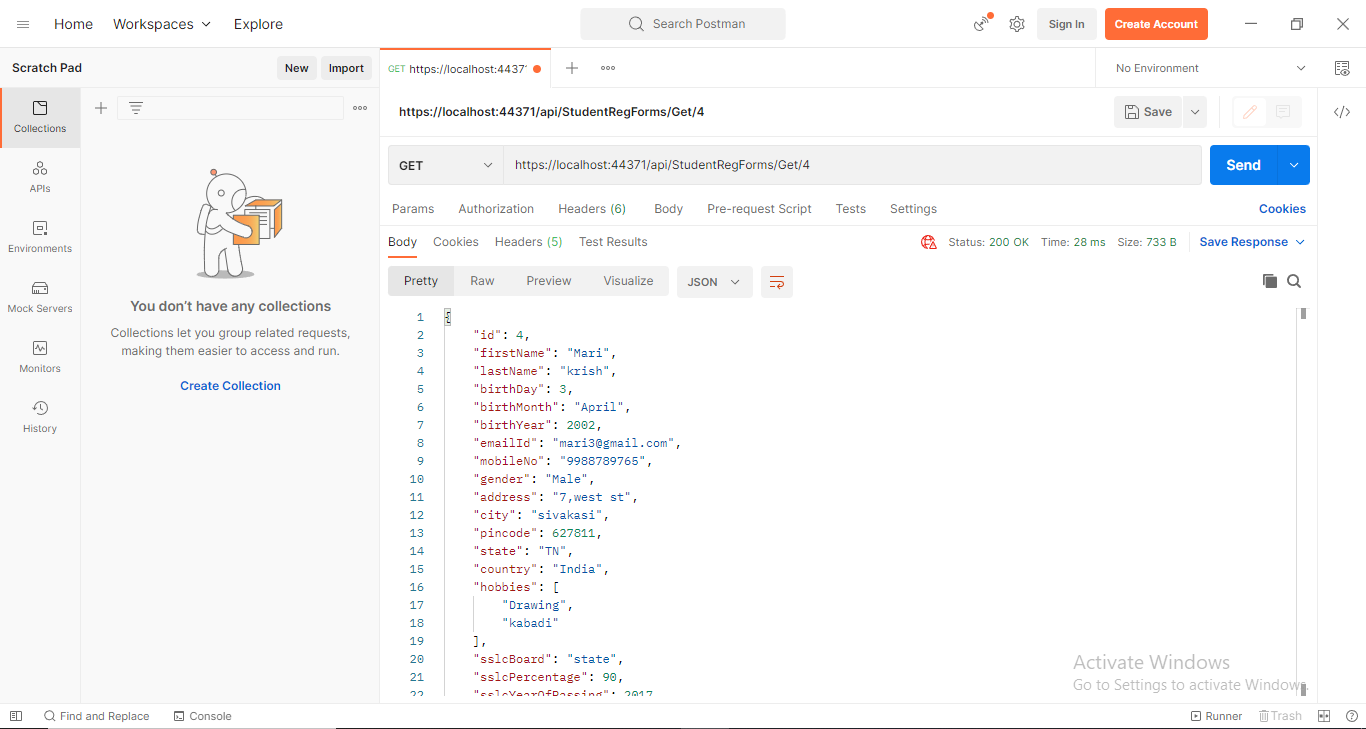 Home
Workspaces
Explore
Search Postman
Sign In
Create Account
Scratch Pad
New
Import
GET https://localhost:4437
No Environment
Collections
APIs
Environments
Mock Servers
Monitors
History
You don't have any collections
Collections let you group related requests,
making them easier to access and run.
Create Collection
https://localhost:44371/api/StudentRegForms/Get/4
Save
GET
https://localhost:44371/api/StudentRegForms/Get/4
Send
Params
Authorization
Headers (6)
Body
Pre-request Script
Tests
Settings
Cookies
Body
Cookies
Headers (5)
Test Results
Status: 200 OK
Time: 28 ms
Size: 733 B
Save Response
Pretty
Raw
Preview
Visualize
JSON
1 {
2 "id": 4,
3 "firstName": "Mari",
4 "lastName": "krish",
5 "birthDay": 3,
6 "birthMonth": "April",
7 "birthYear": 2002,
8 "emailId": "mari3@gmail.com",
9 "mobileNo": "9988789765",
10 "gender": "Male",
11 "address": "7,west st",
12 "city": "sivakasi",
13 "pincode": 627811,
14 "state": "TN",
15 "country": "India",
16 "hobbies": [
17 "Drawing",
18 "kabadi"
19 ],
20 "sslcBoard": "state",
21 "sslcPercentage": 90,
22 "sslcYearOfPassing": 2017
Activate Windows
Go to Settings to activate Windows.
Find and Replace
Console
Runner
Trash